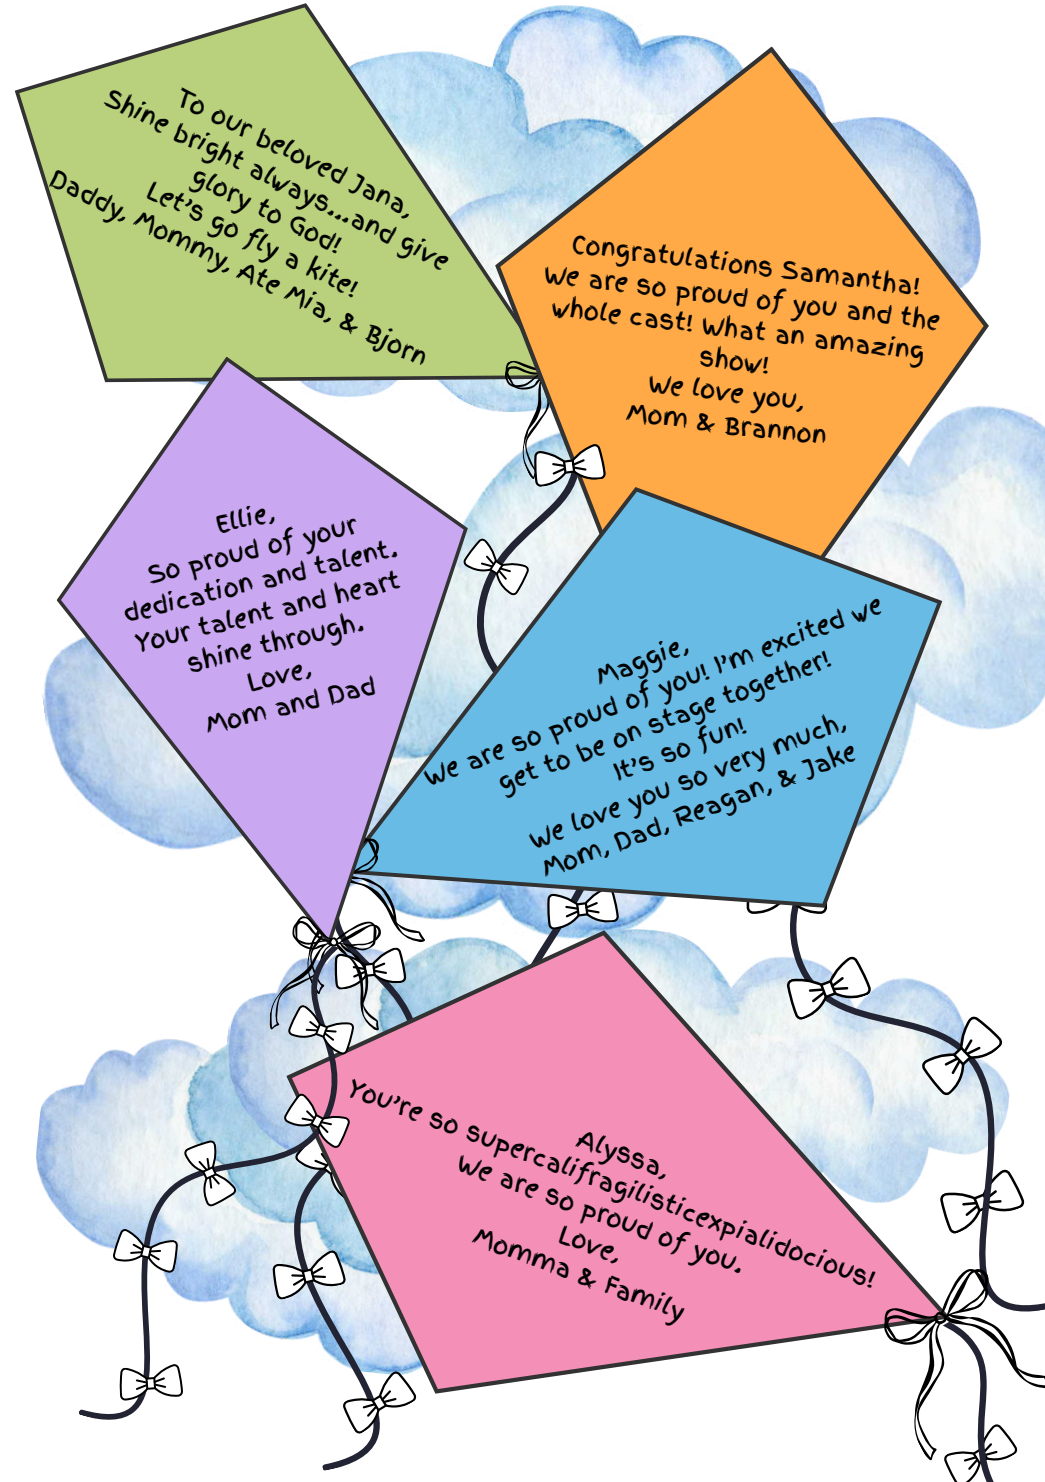 To our beloved Jana,
Shine bright always...and give
glory to God!
Let's go fly a kite!
Daddy, Mommy, Ate Mia, & Bjorn
Congratulations Samantha!
We are so proud of you and the
whole cast! What an amazing
show!
We love you,
Mom & Brannon
Ellie,
So proud of your
dedication and talent.
Your talent and heart
shine through.
Love,
Mom and Dad
Maggie,
We are so proud of you! I'm excited we
get to be on stage together!
It's so fun!
We love you so very much,
Mom, Dad, Reagan, & Jake
Alyssa,
You're so supercalifragilisticexpialidocious!
We are so proud of you.
Love,
Momma & Family